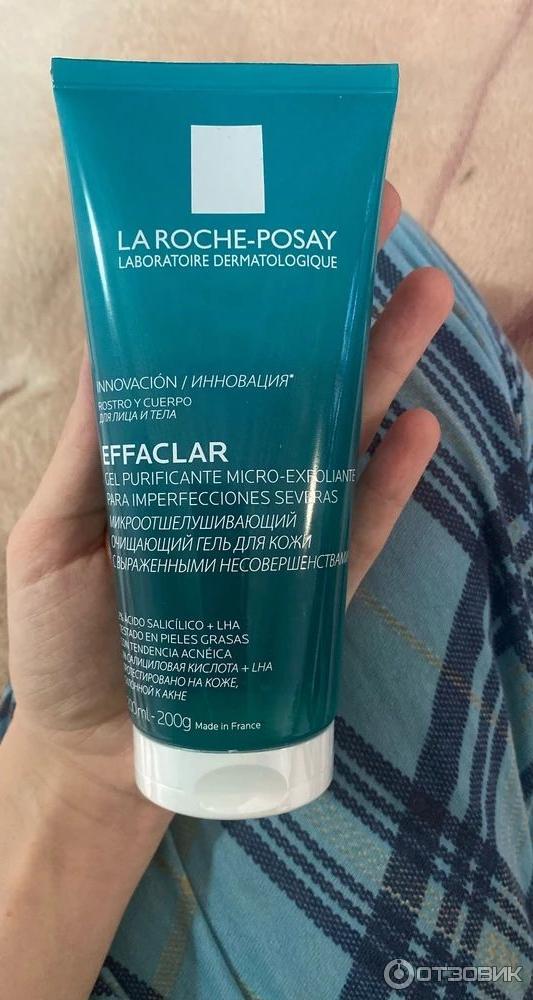 LA ROCHE-POSAY
LABORATOIRE DERMATOLOGIQUE
INNOVACIÓN / ИННОВАЦИЯ*
ROSTRO Y CUERPO
ДЛЯ ЛИЦА И ТЕЛА
EFFACLAR
GEL PURIFICANTE MICRO-EXFOLIANTE
PARA IMPERFECCIONES SEVERAS
МИКРООТШЕЛУШИВАЮЩИЙ
ОЧИЩАЮЩИЙ ГЕЛЬ ДЛЯ КОЖИ
С ВЫРАЖЕННЫМИ НЕСОВЕРШЕНСТВАМИ
ÁCIDO SALICÍLICO + LHA
TESTADO EN PIELES GRASAS
CON TENDENCIA ACNÉICA
САЛИЦИЛОВАЯ КИСЛОТА + LHA
ПРОТЕСТИРОВАНО НА КОЖЕ,
СКЛОННОЙ К АКНЕ
200g Made in France
ОТЗОВИК